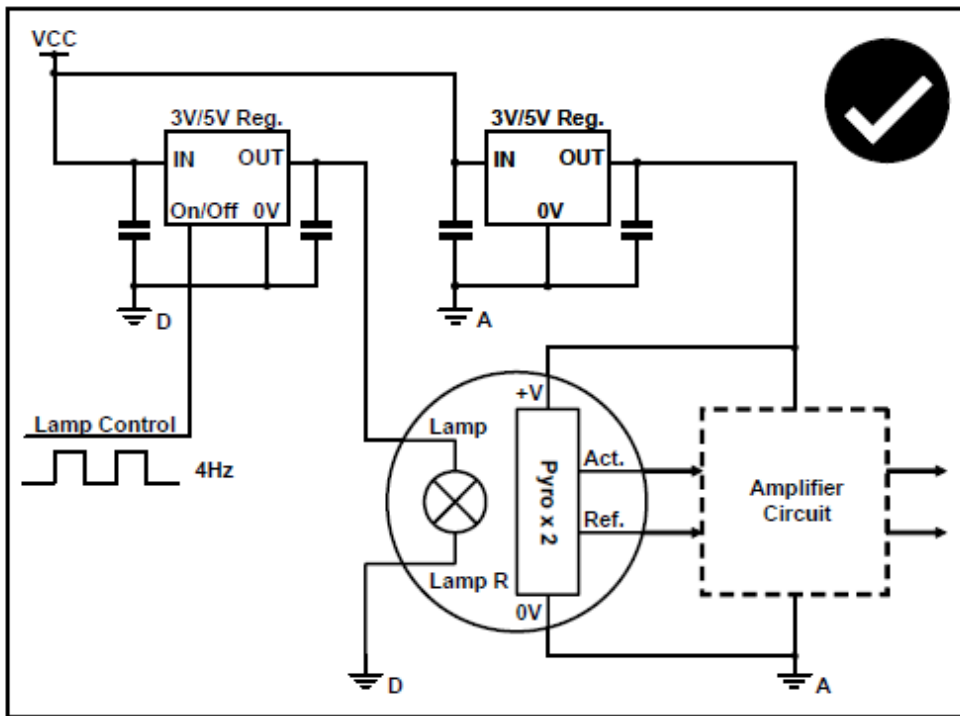 VCC
3V/5V Reg.
3V/5V Reg.
IN OUT
IN OUT
On/Off 0V
0V
D
A
Lamp Control
4Hz
+V
Lamp
Pyro x 2
Act.
Ref.
Amplifier
Circuit
Lamp R
0V
D
A